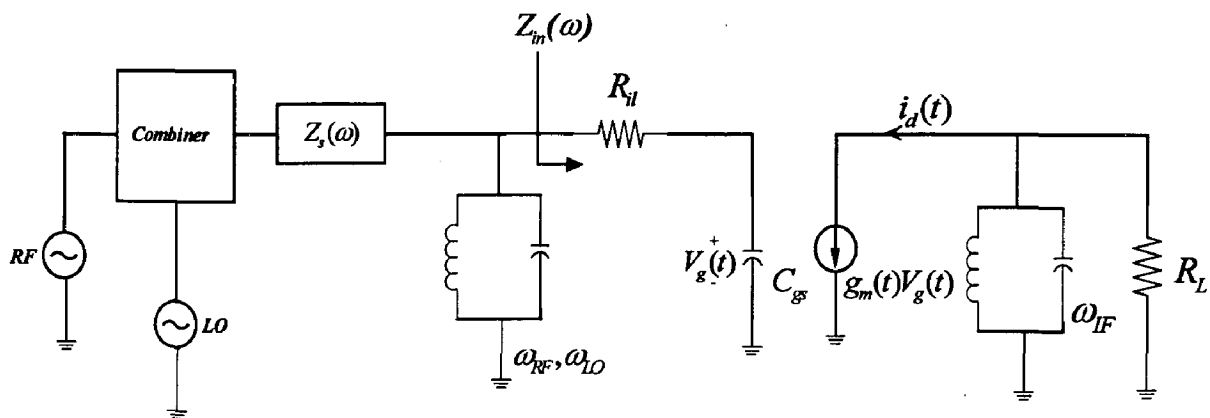 Z_in(ω)
R_il
Combiner
Z_s(ω)
RF
LO
ω_RF, ω_LO
V_g(t)
+
-
C_gs
i_d(t)
g_m(t)V_g(t)
ω_IF
R_L